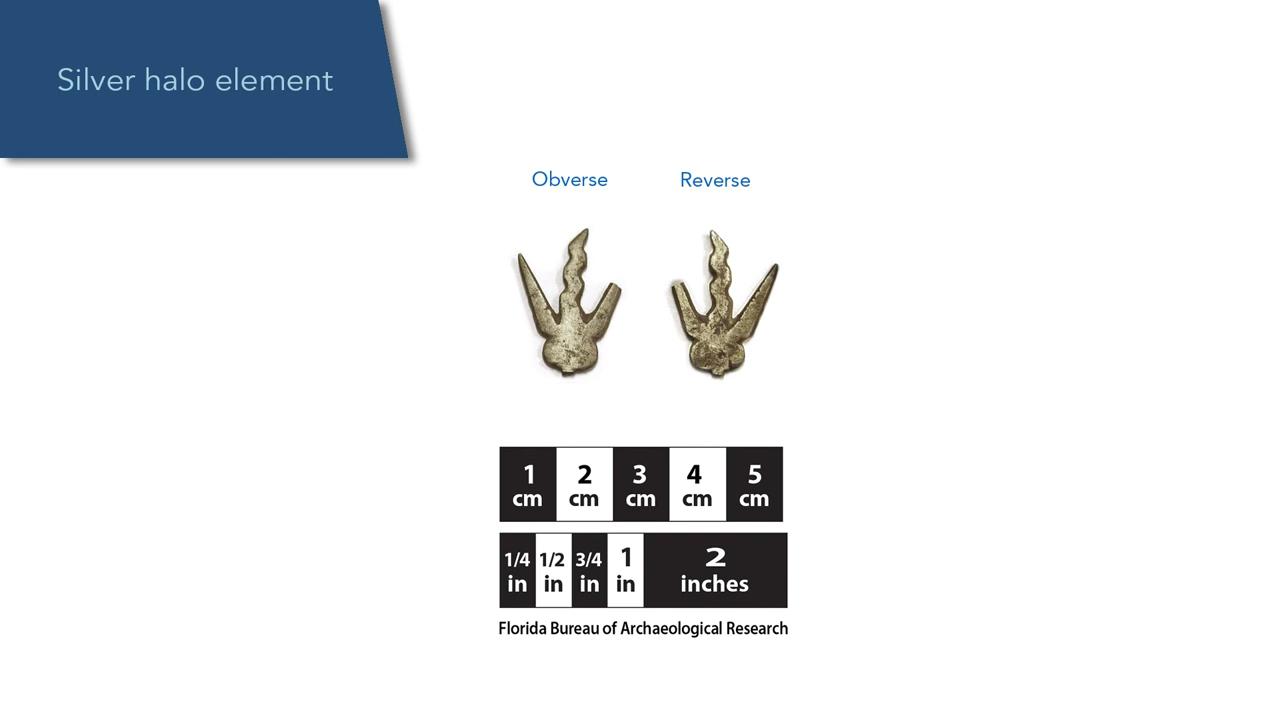 Silver halo element
Obverse Reverse
1 2 3 4 5
cm cm cm cm cm
1/4 1/2 3/4 1 2
in in in in inches
Florida Bureau of Archaeological Research